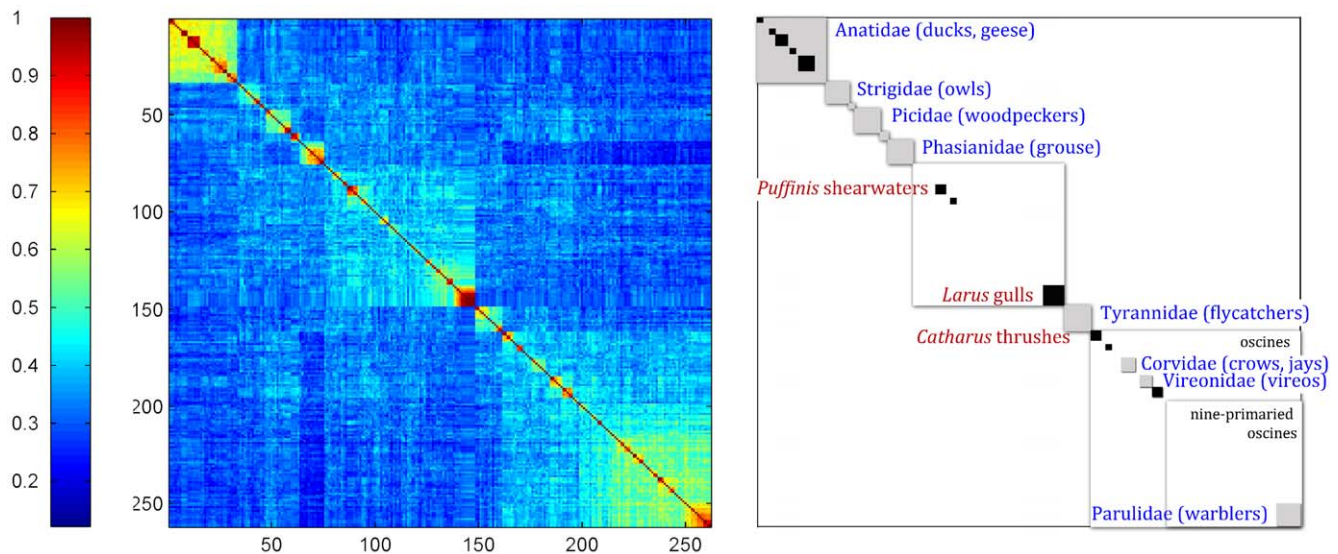 1
0.9
0.8
0.7
0.6
0.5
0.4
0.3
0.2
50
100
150
200
250
50
100
150
200
250
Anatidae (ducks, geese)
Strigidae (owls)
Picidae (woodpeckers)
Phasianidae (grouse)
Puffinis shearwaters
Larus gulls
Tyrannidae (flycatchers)
Catharus thrushes
oscines
Corvidae (crows, jays)
Vireonidae (vireos)
nine-primaried
oscines
Parulidae (warblers)